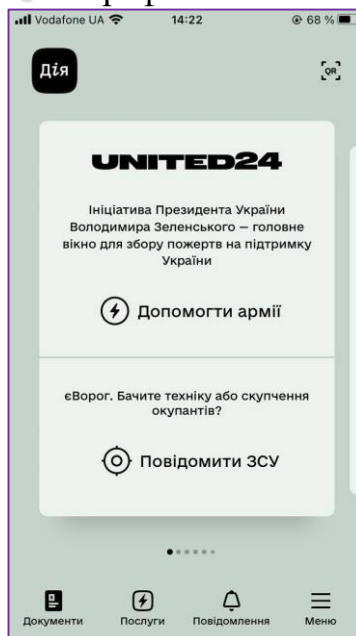 Vodafone UA 14:22 68 %
Дія
QR
UNITED24
Ініціатива Президента України
Володимира Зеленського — головне
вікно для збору пожертв на підтримку
України
Допомогти армії
єВорог. Бачите техніку або скупчення
окупантів?
Повідомити ЗСУ
Документи Послуги Повідомлення Меню